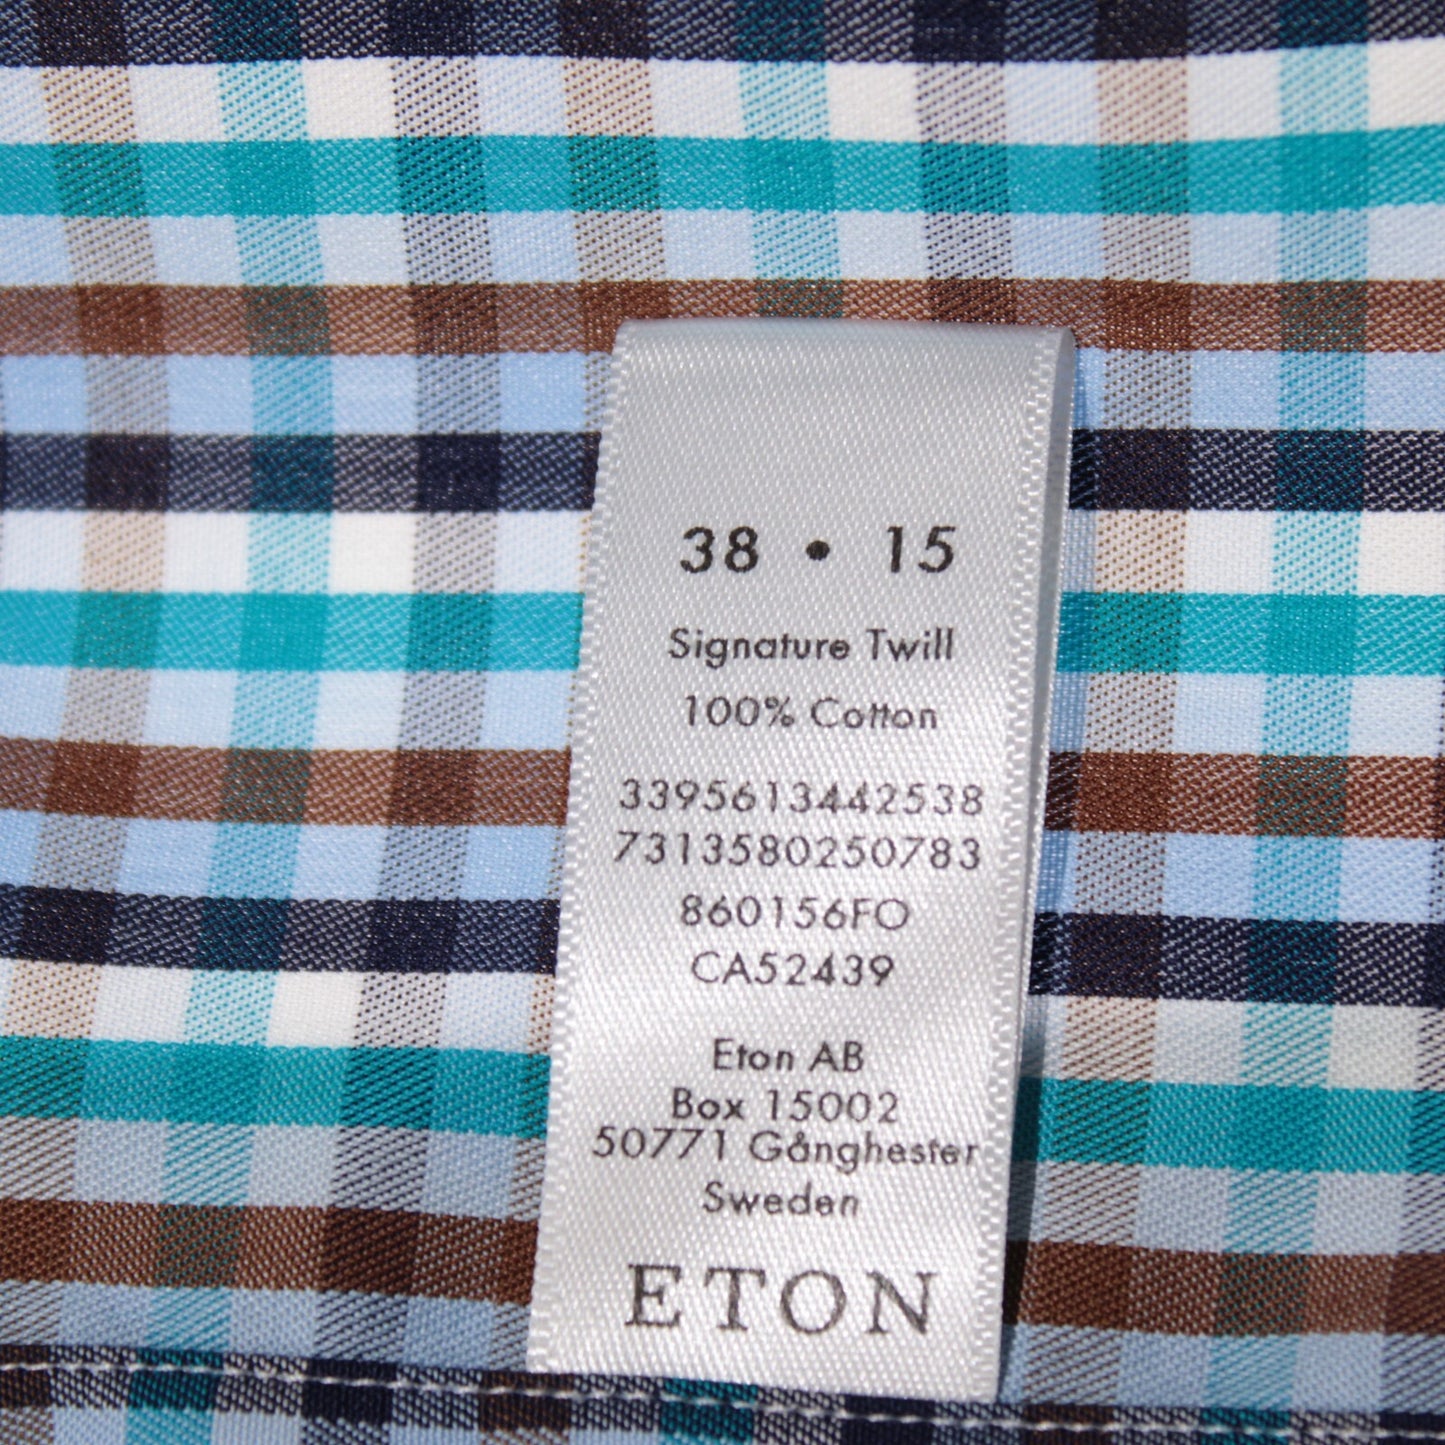 38 • 15
Signature Twill
100% Cotton
3395613442538
7313580250783
860156FO
CA52439
Eton AB
Box 15002
50771 Gånghester
Sweden
ETON